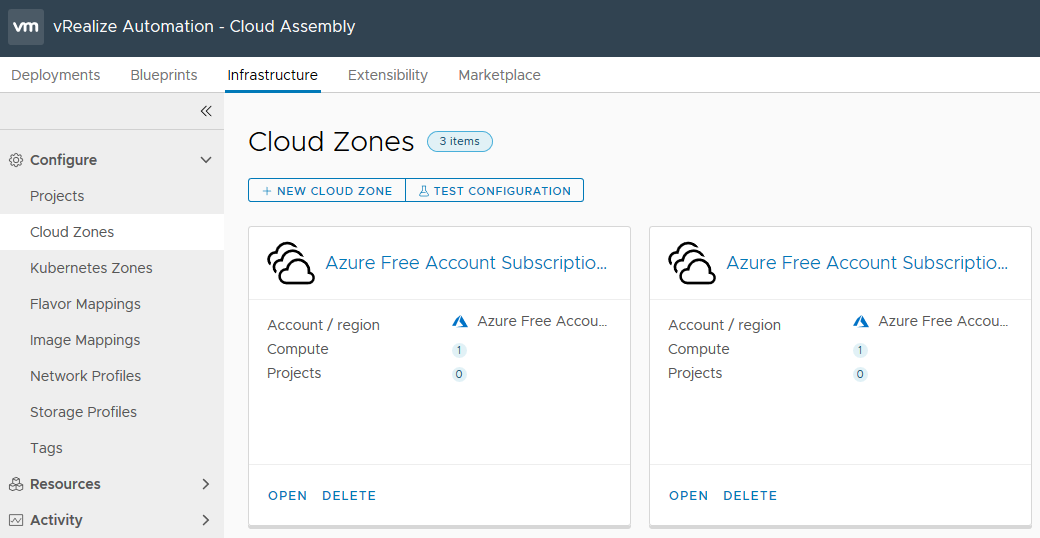 vm vRealize Automation - Cloud Assembly
Deployments Blueprints Infrastructure Extensibility Marketplace
Configure
Projects
Cloud Zones
Kubernetes Zones
Flavor Mappings
Image Mappings
Network Profiles
Storage Profiles
Tags
Resources
Activity
Cloud Zones 3 items
+ NEW CLOUD ZONE TEST CONFIGURATION
Azure Free Account Subscriptio...
Account / region Azure Free Accou...
Compute 1
Projects 0
OPEN DELETE
Azure Free Account Subscriptio...
Account / region Azure Free Accou...
Compute 1
Projects 0
OPEN DELETE